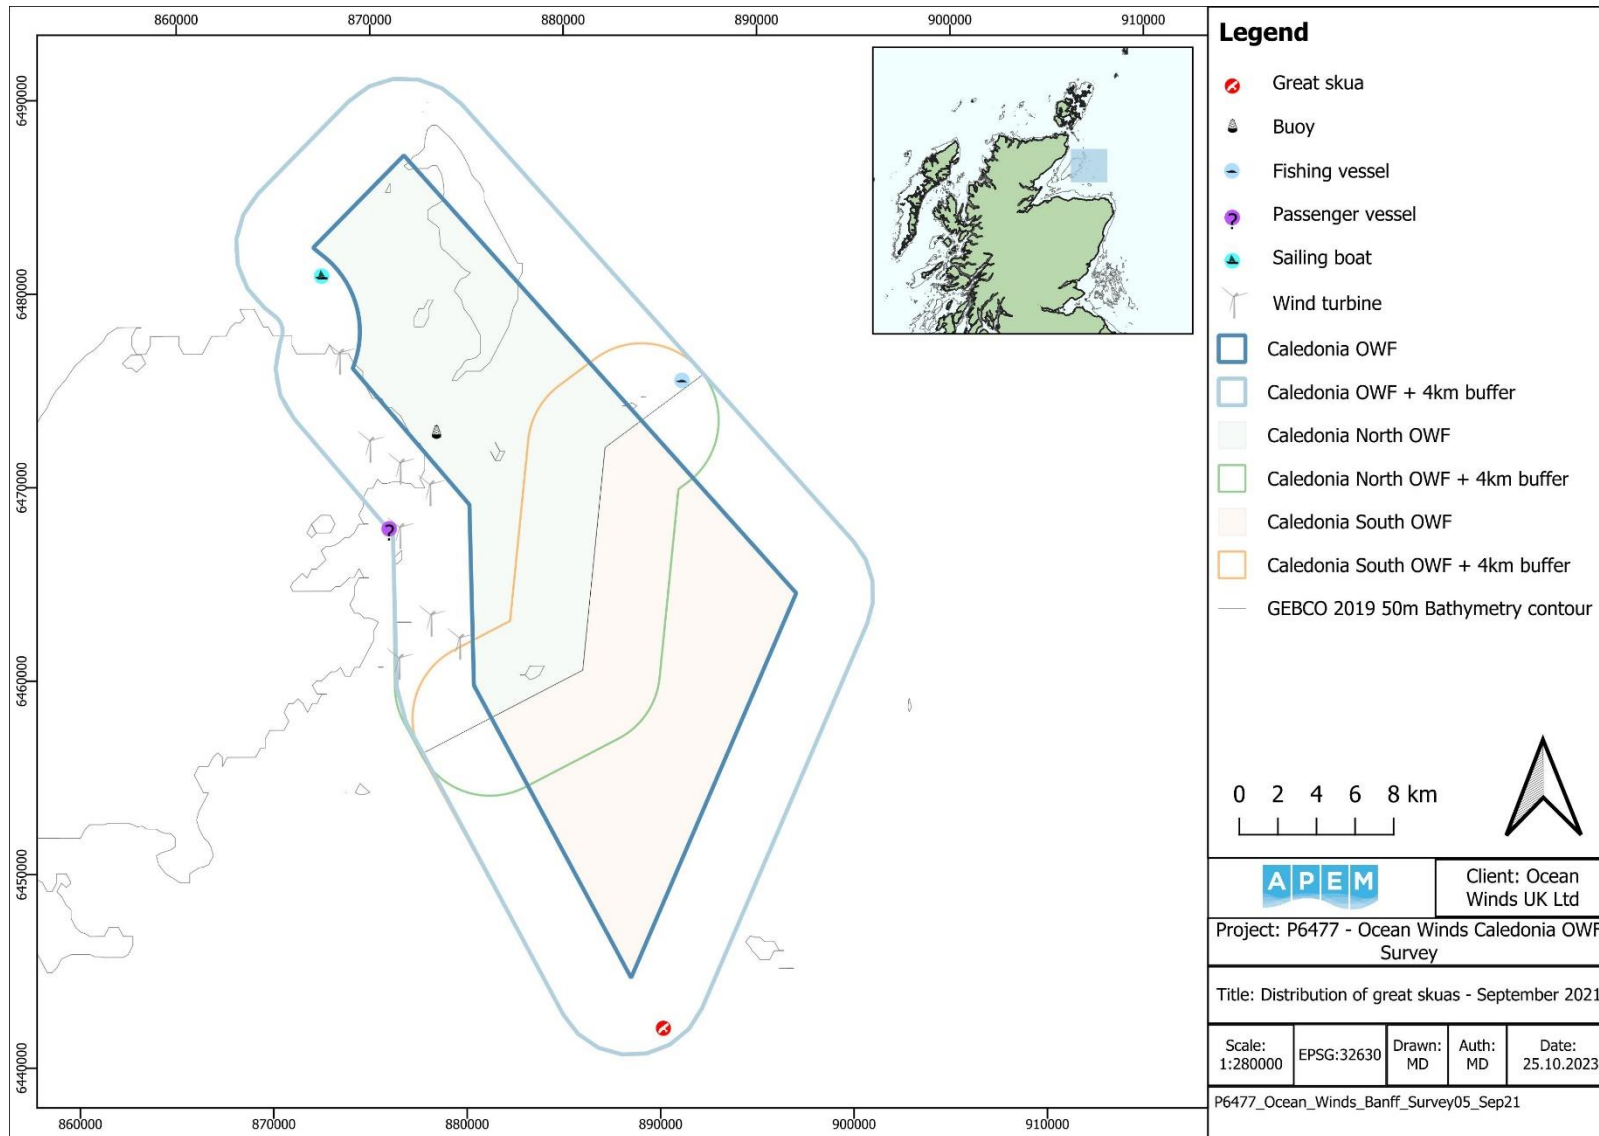 860000
870000
880000
890000
900000
910000
6490000
6480000
6470000
6460000
6450000
6440000
860000
870000
880000
890000
900000
910000
Legend
Great skua
Buoy
Fishing vessel
? Passenger vessel
Sailing boat
Wind turbine
Caledonia OWF
Caledonia OWF + 4km buffer
Caledonia North OWF
Caledonia North OWF + 4km buffer
Caledonia South OWF
Caledonia South OWF + 4km buffer
GEBCO 2019 50m Bathymetry contour
?
0 2 4 6 8 km
APEM
Client: Ocean
Winds UK Ltd
Project: P6477 - Ocean Winds Caledonia OWF
Survey
Title: Distribution of great skuas - September 2021
Scale:
1:280000
EPSG:32630
Drawn:
MD
Auth:
MD
Date:
25.10.2023
P6477_Ocean_Winds_Banff_Survey05_Sep21